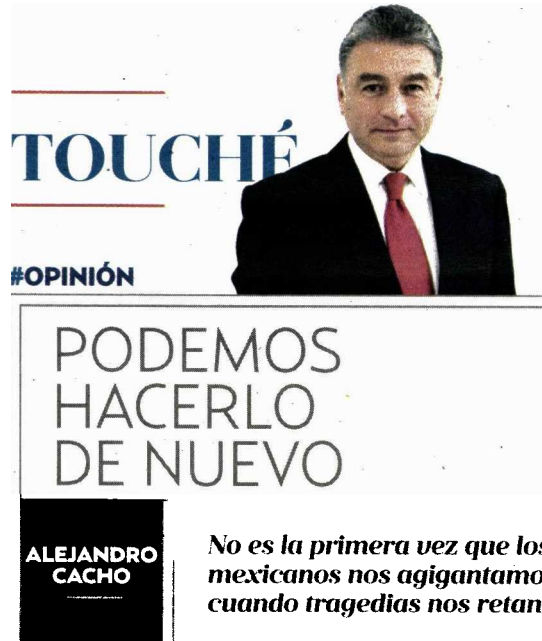 TOUCHÉ
#OPINIÓN
PODEMOS
HACERLO
DE NUEVO
ALEJANDRO
CACHO
No es la primera vez que los
mexicanos nos agigantamo
cuando tragedias nos retan